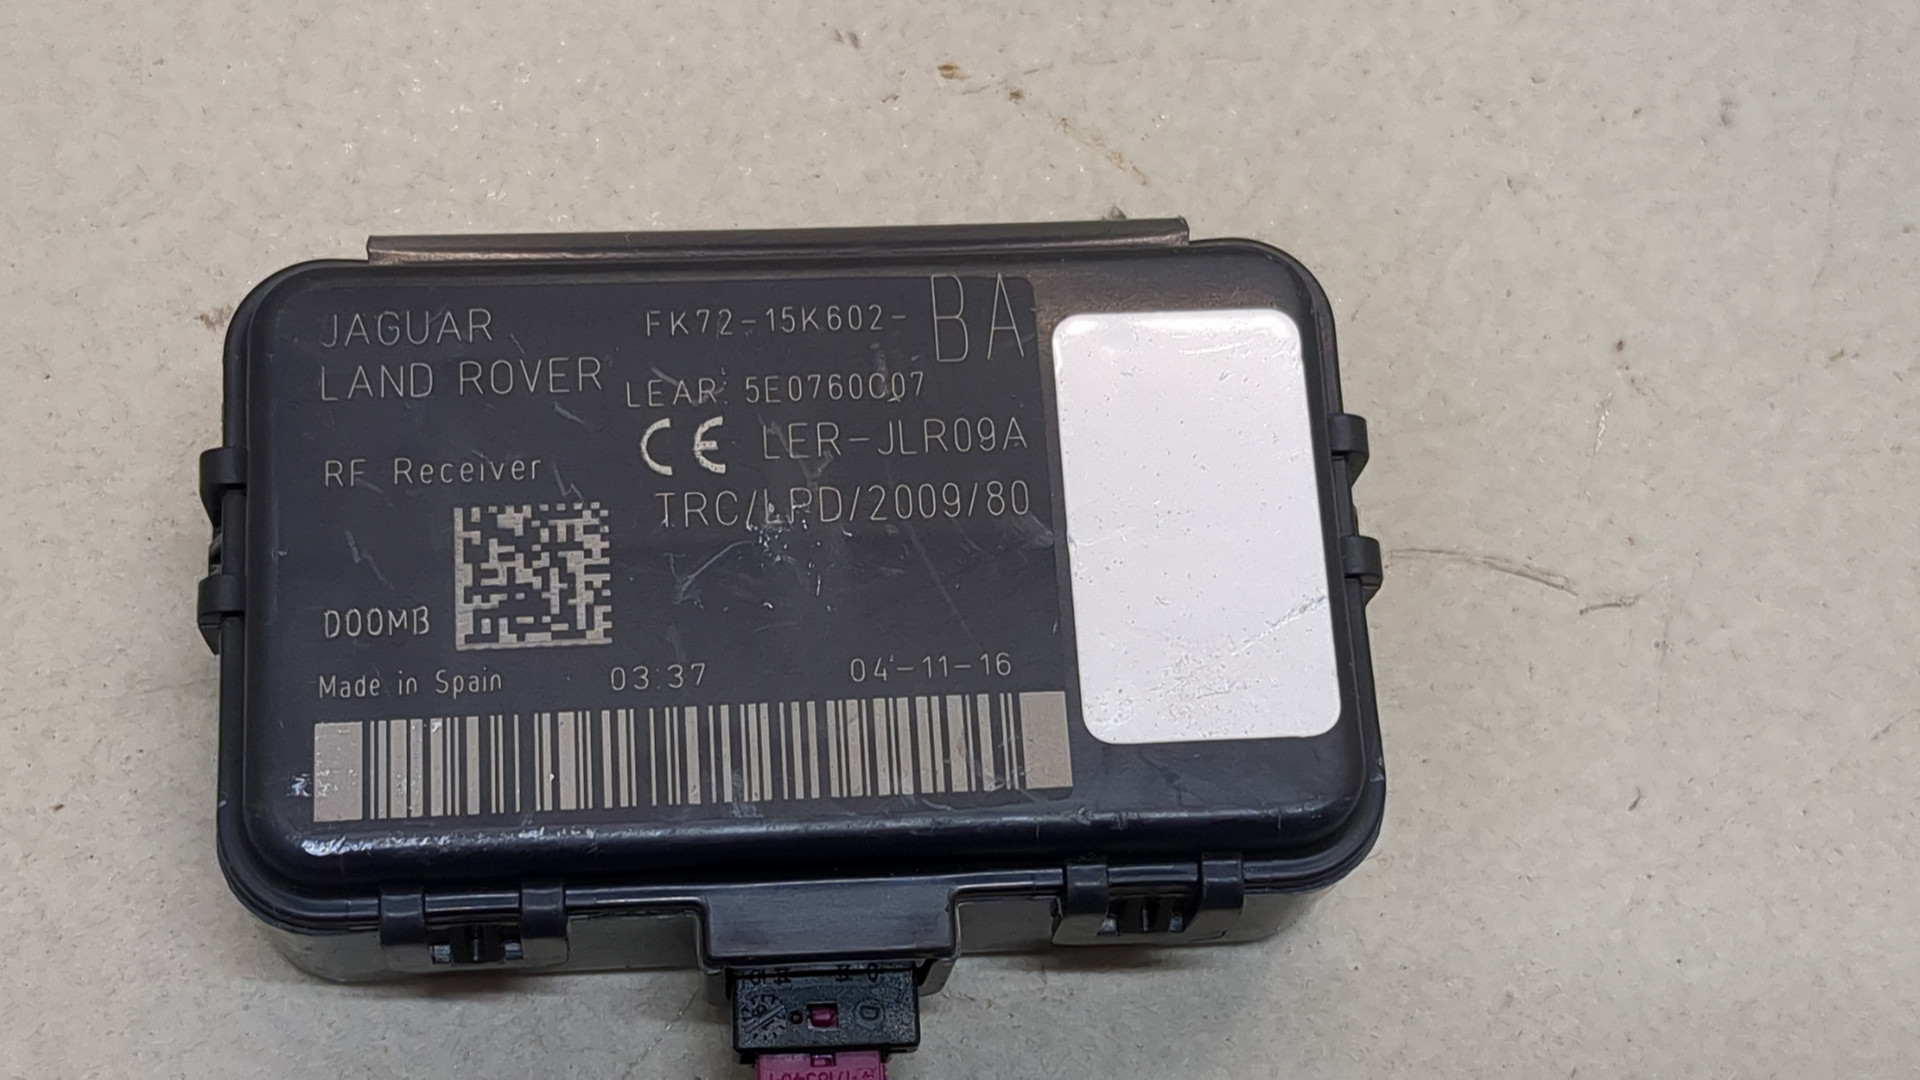 JAGUAR
LAND ROVER
FK72-15K602-BA
LEAR: 5E0760C07
CE LER-JLR09A
RF Receiver
TRC/LPD/2009/80
D00MB
Made in Spain 03:37 04-11-16